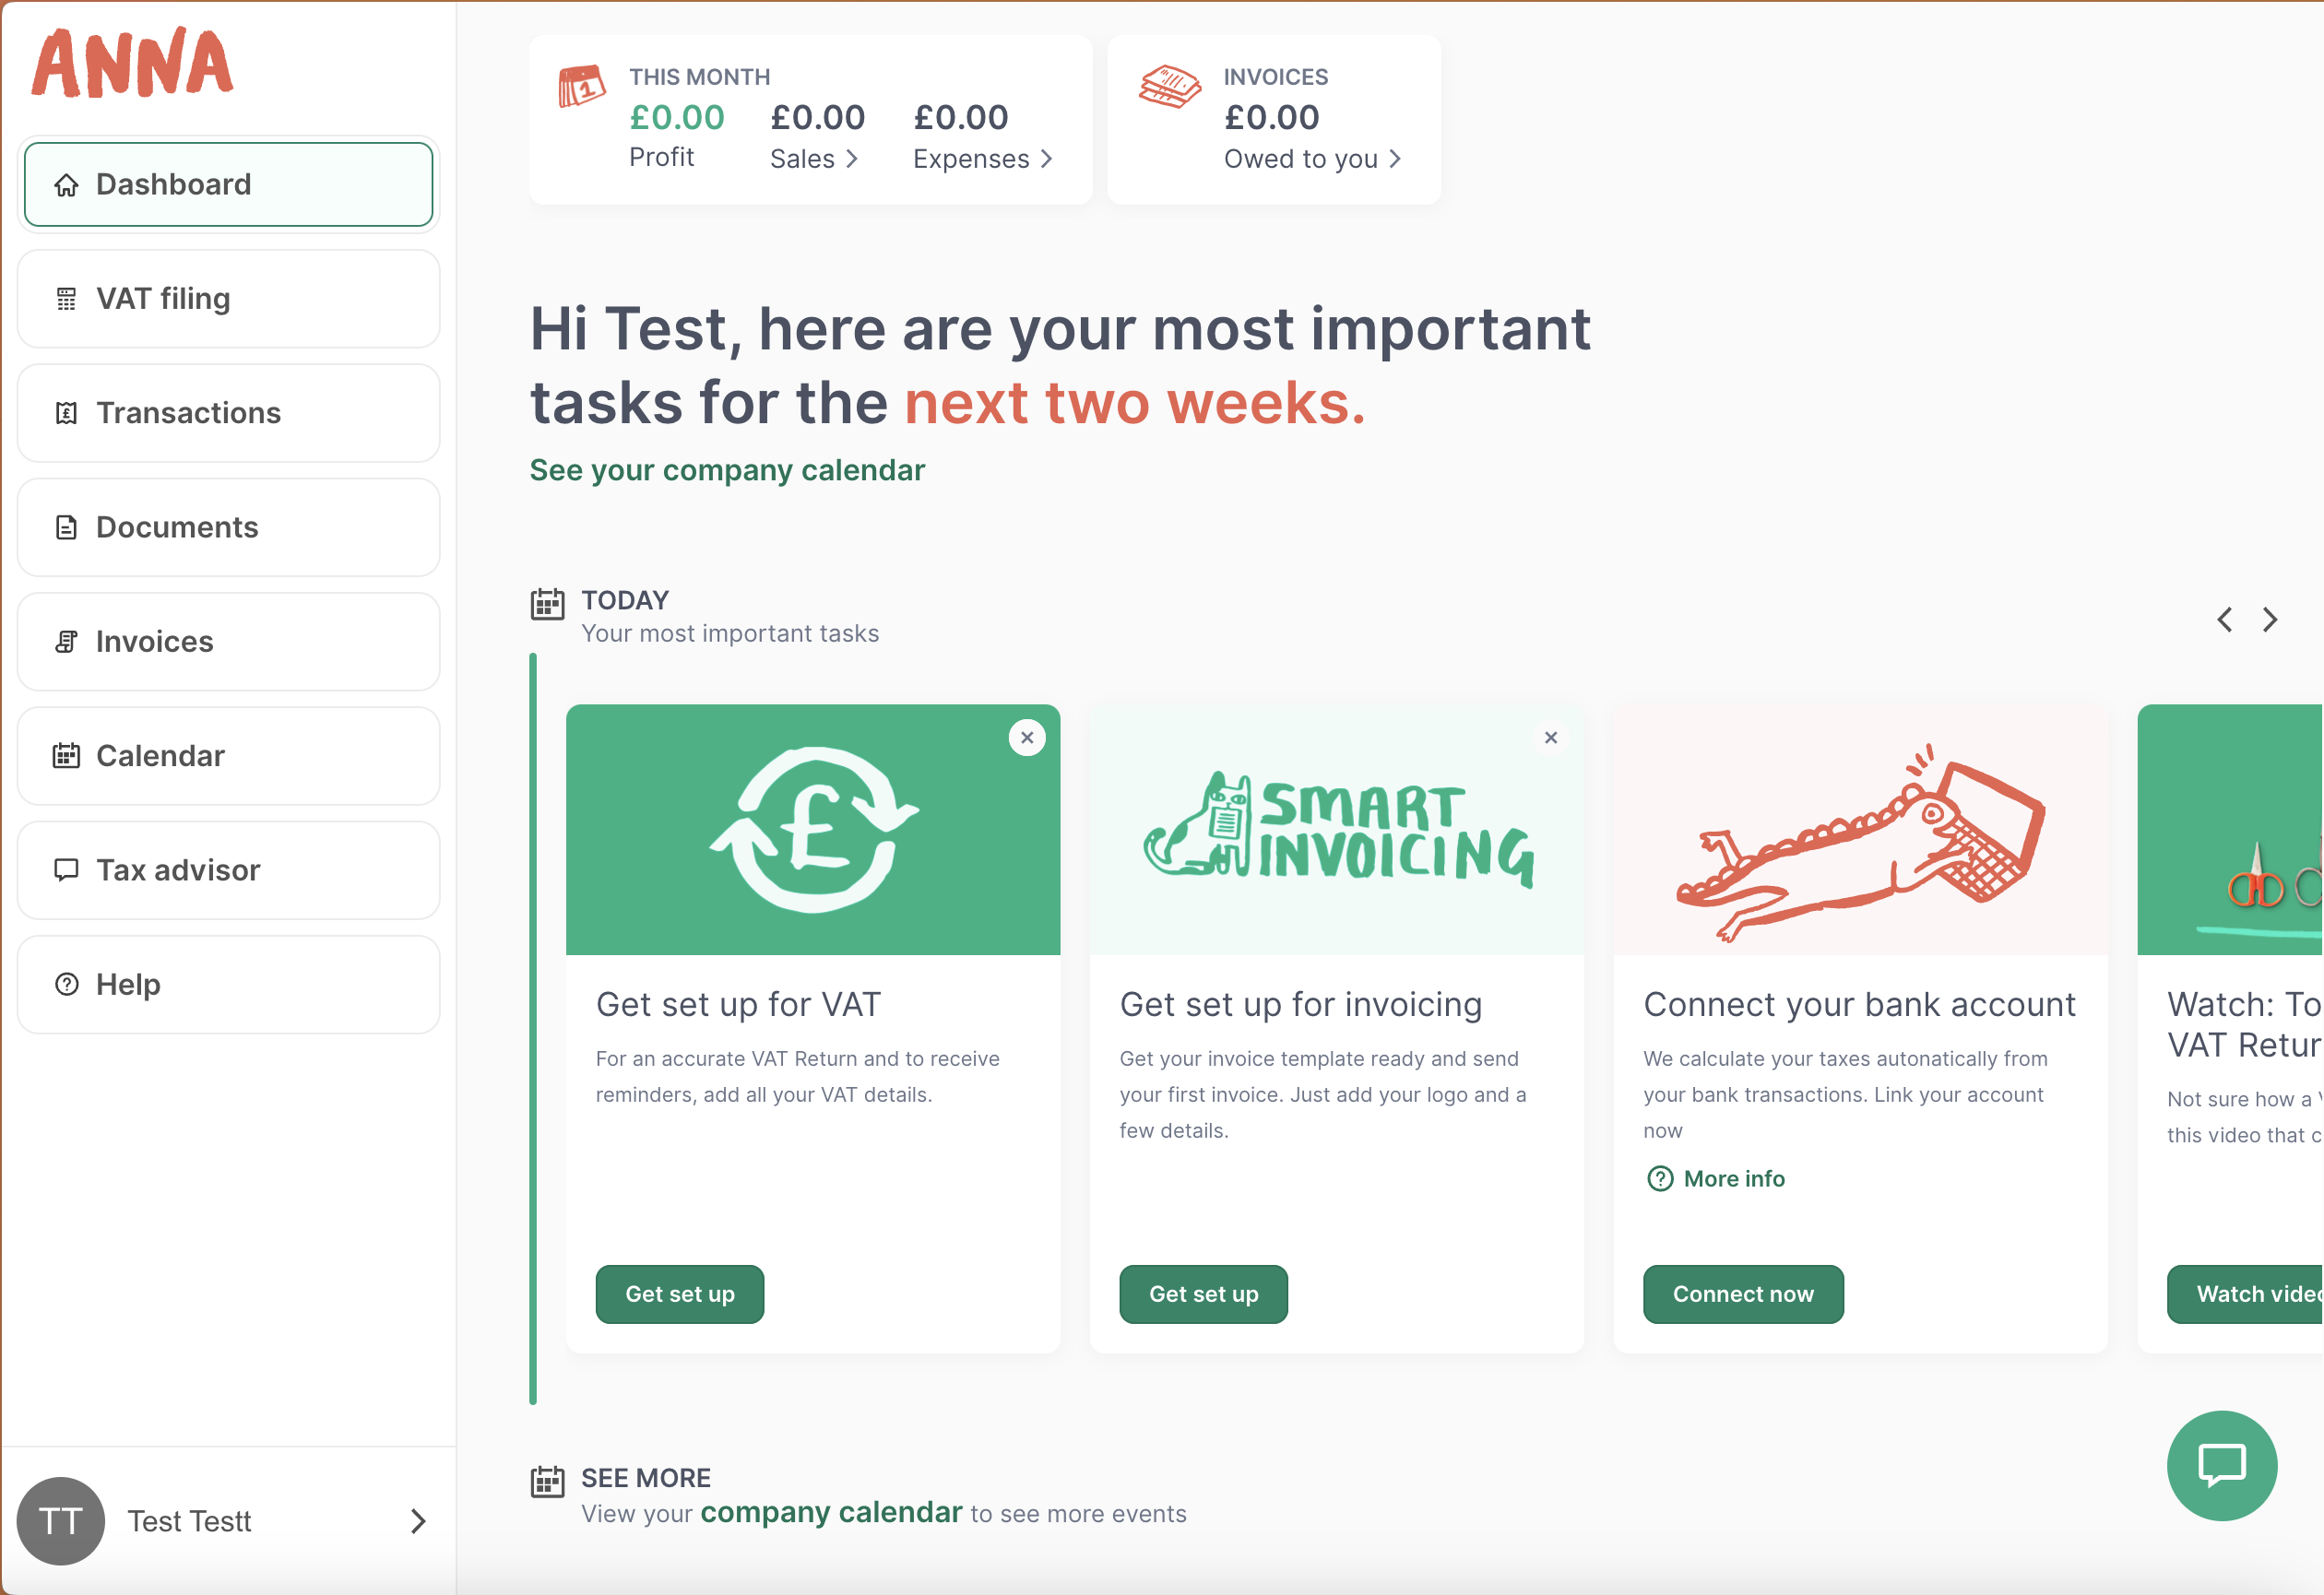 ANNA
Dashboard
VAT filing
Transactions
Documents
Invoices
Calendar
Tax advisor
Help
TT
Test Testt
1
THIS MONTH
£0.00 £0.00 £0.00
Profit Sales Expenses
INVOICES
£0.00
Owed to you
Hi Test, here are your most important
tasks for the next two weeks.
See your company calendar
TODAY
Your most important tasks
£
Get set up for VAT
For an accurate VAT Return and to receive
reminders, add all your VAT details.
Get set up
SMART
INVOICING
Get set up for invoicing
Get your invoice template ready and send
your first invoice. Just add your logo and a
few details.
Get set up
Connect your bank account
We calculate your taxes autonatically from
your bank transactions. Link your account
now
More info
Connect now
Watch: To
VAT Retur
Not sure how a
this video that c
Watch video
SEE MORE
View your company calendar to see more events